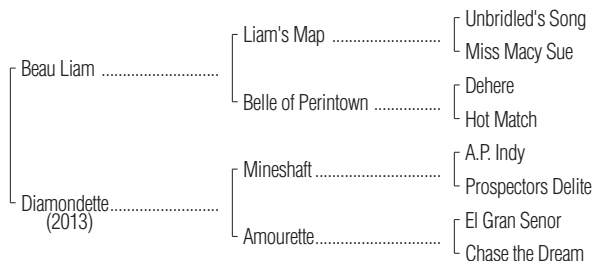 Unbridled's Song
Liam's Map ....................
Miss Macy Sue
Beau Liam ......................
Dehere
Belle of Perintown ................
Hot Match
A.P. Indy
Mineshaft .......................
Prospectors Delite
Diamondette....................
(2013)
El Gran Senor
Amourette.......................
Chase the Dream